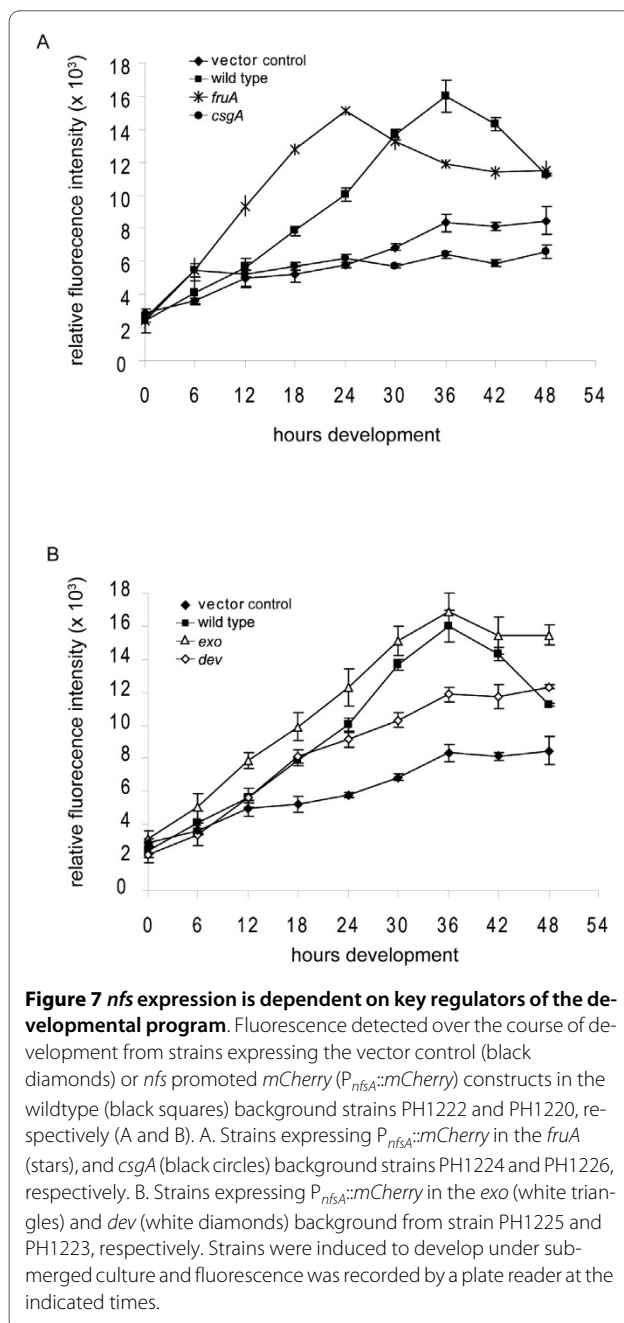 A
vector control
wild type
fruA
csgA
relative fluorecence intensity (x 10³)
18
16
14
12
10
8
6
4
2
0
0 6 12 18 24 30 36 42 48 54
hours development
B
vector control
wild type
exo
dev
relative fluorescence intensity (x 10³)
18
16
14
12
10
8
6
4
2
0
0 6 12 18 24 30 36 42 48 54
hours development
Figure 7 nfs expression is dependent on key regulators of the de-
velopmental program. Fluorescence detected over the course of de-
velopment from strains expressing the vector control (black
diamonds) or nfs promoted mCherry (PnfsA::mCherry) constructs in the
wildtype (black squares) background strains PH1222 and PH1220, re-
spectively (A and B). A. Strains expressing PnfsA::mCherry in the fruA
(stars), and csgA (black circles) background strains PH1224 and PH1226,
respectively. B. Strains expressing PnfsA::mCherry in the exo (white trian-
gles) and dev (white diamonds) background from strain PH1225 and
PH1223, respectively. Strains were induced to develop under sub-
merged culture and fluorescence was recorded by a plate reader at the
indicated times.